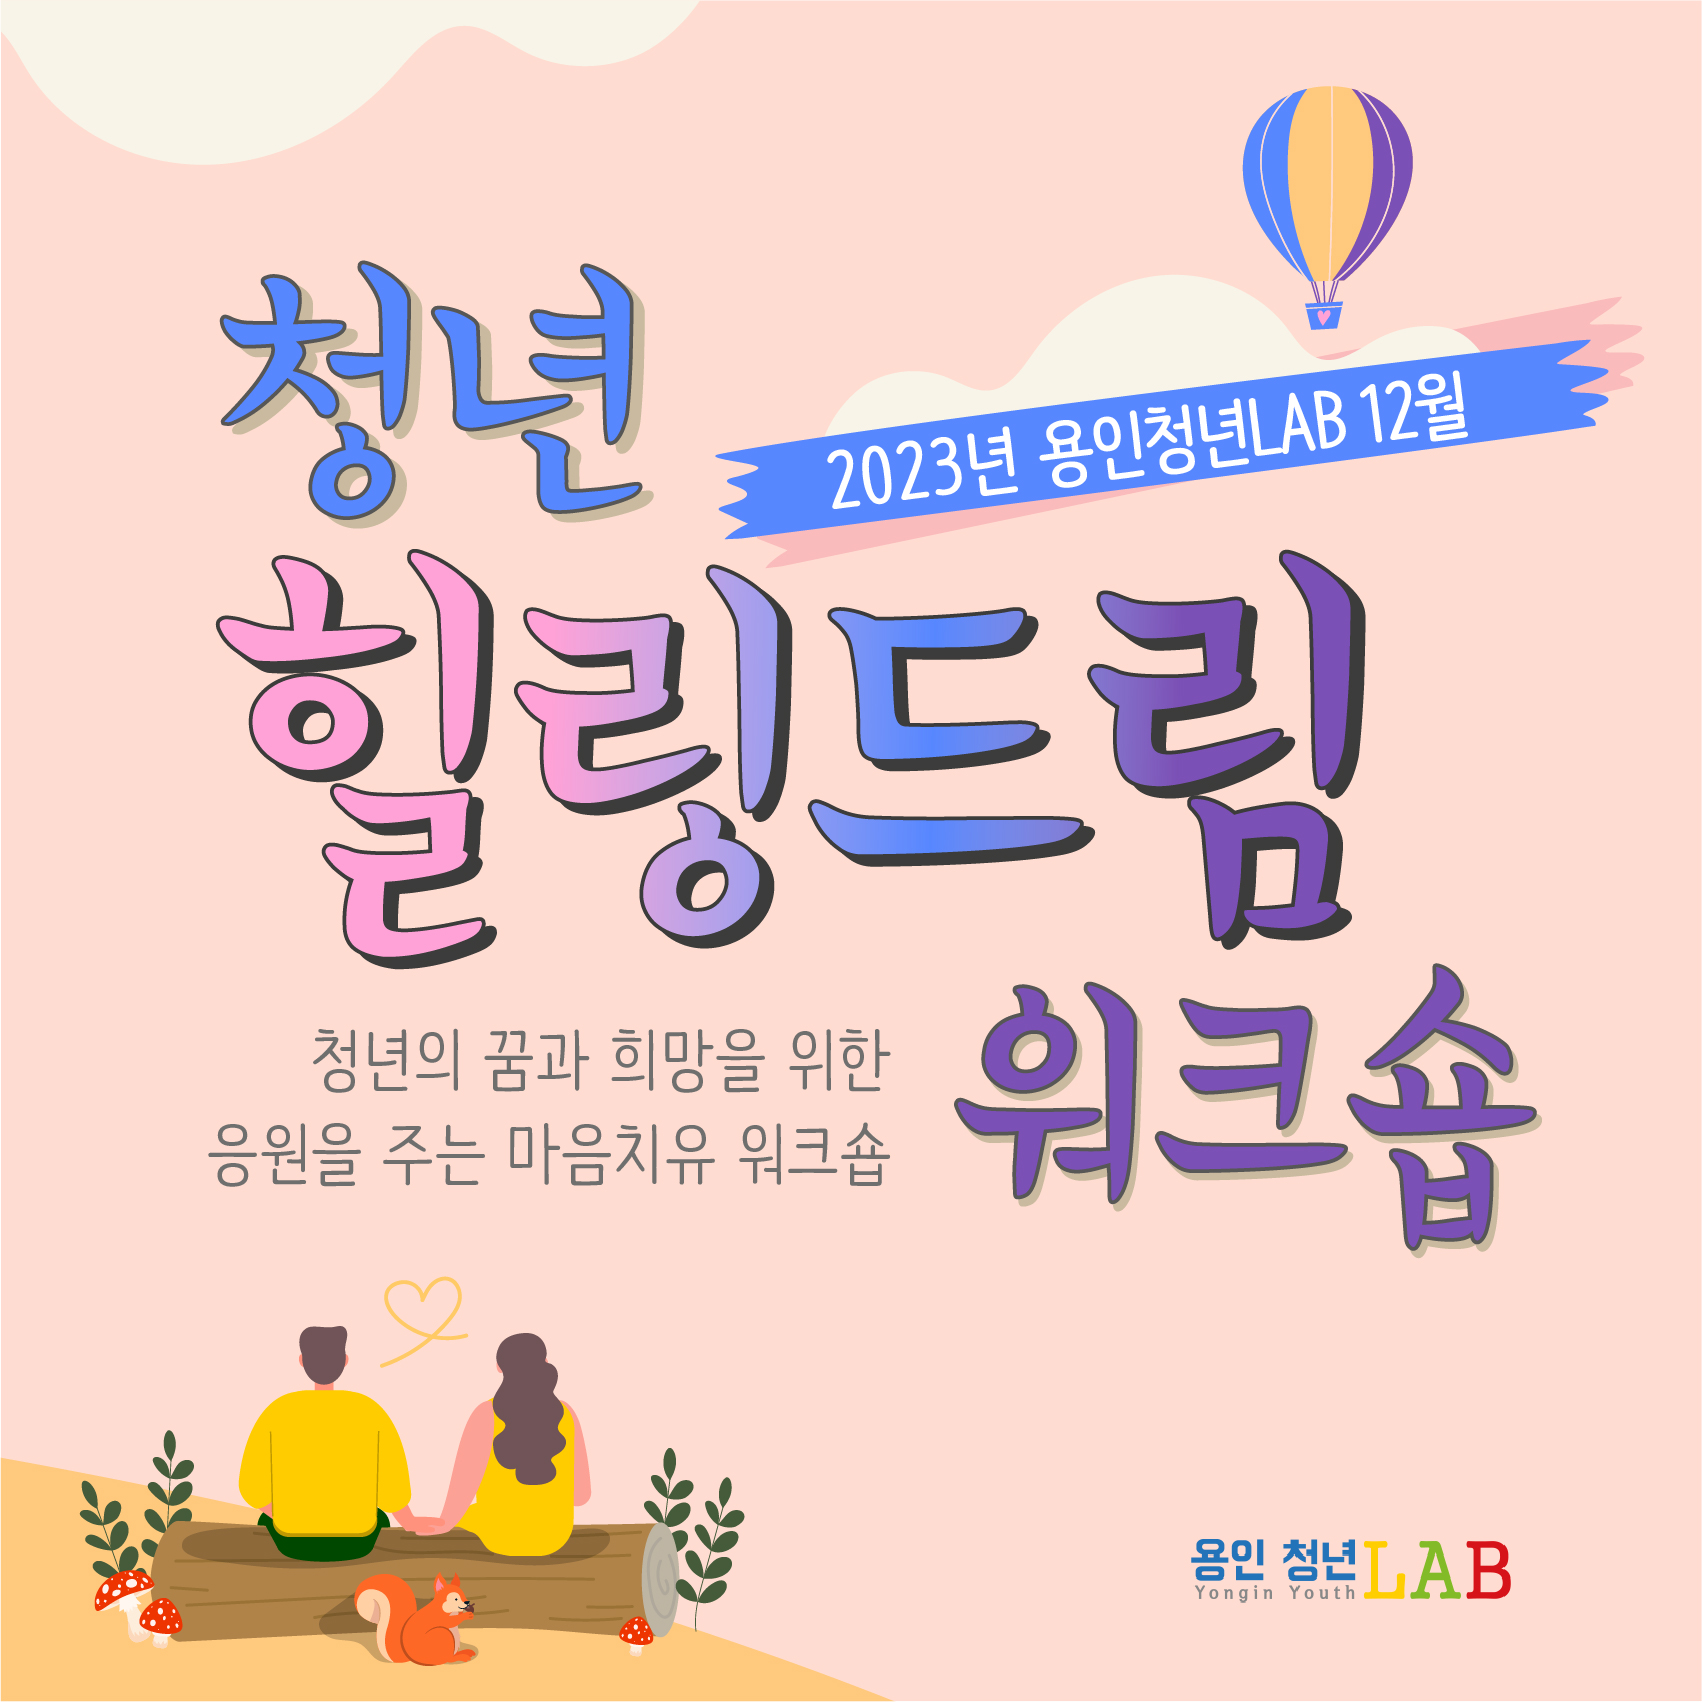 청년
2023년 용인청년LAB 12월
힐링드림
워크숍
청년의 꿈과 희망을 위한
응원을 주는 마음치유 워크숍
용인 청년LAB
Yongin Youth